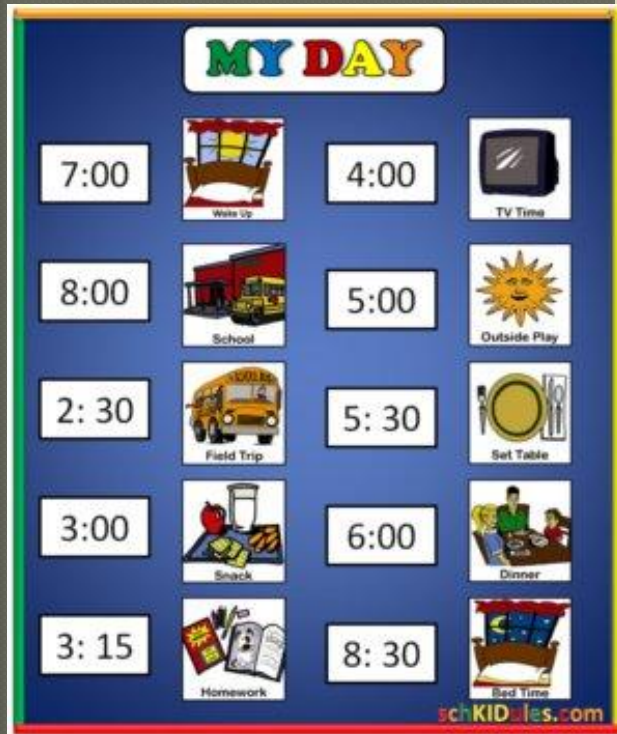 MY DAY
7:00
Wake Up
8:00
School
2: 30
Field Trip
3:00
Snack
3: 15
Homework
4:00
TV Time
5:00
Outside Play
5: 30
Set Table
6:00
Dinner
8: 30
Bed Time
schKIDules.com